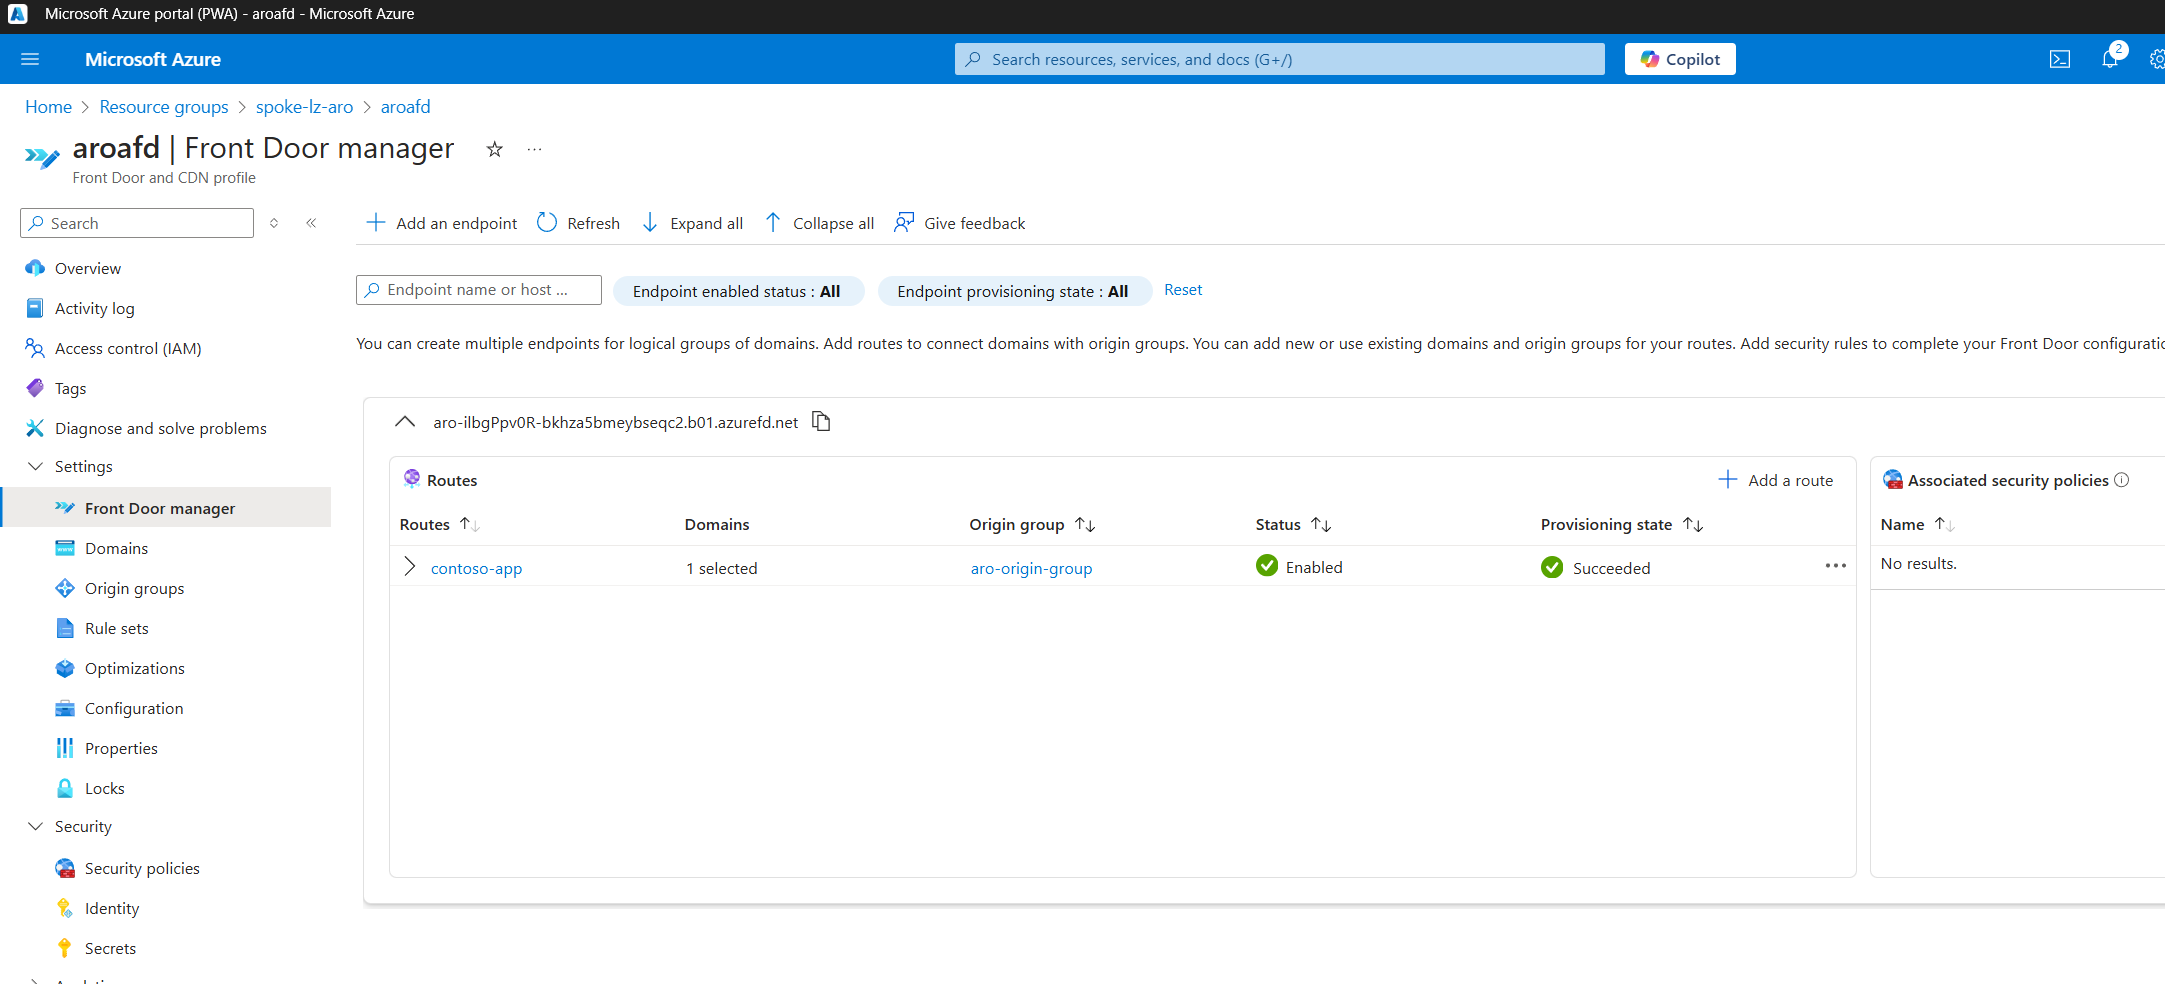 Microsoft Azure portal (PWA) - aroafd - Microsoft Azure
Microsoft Azure
Search resources, services, and docs (G+/)
Copilot
2
Home > Resource groups > spoke-lz-aro > aroafd
aroafd | Front Door manager
Front Door and CDN profile
Search
Add an endpoint Refresh Expand all Collapse all Give feedback
Overview
Activity log
Access control (IAM)
Tags
Diagnose and solve problems
Settings
Front Door manager
Domains
Origin groups
Rule sets
Optimizations
Configuration
Properties
Locks
Security
Security policies
Identity
Secrets
Endpoint name or host ...
Endpoint enabled status : All
Endpoint provisioning state : All
Reset
You can create multiple endpoints for logical groups of domains. Add routes to connect domains with origin groups. You can add new or use existing domains and origin groups for your routes. Add security rules to complete your Front Door configuratio
aro-ilbgPpv0R-bkhza5bmeybseqc2.b01.azurefd.net
Routes
Add a route
Routes Domains Origin group Status Provisioning state
contoso-app 1 selected aro-origin-group Enabled Succeeded
Associated security policies
Name
No results.